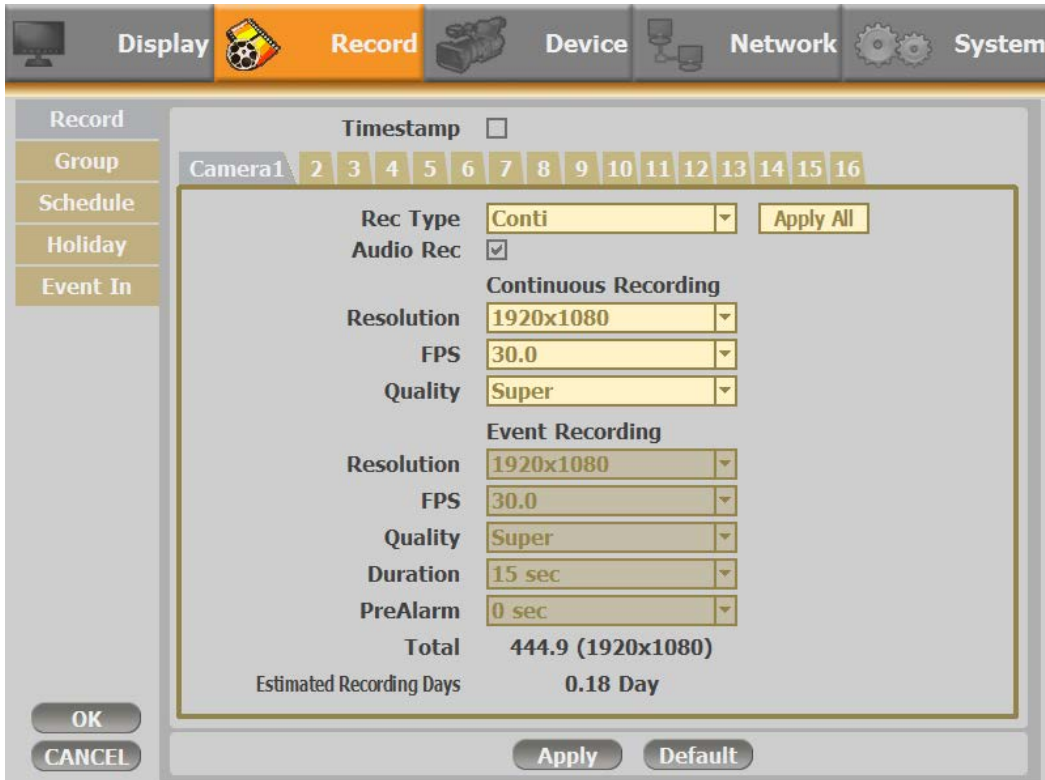 Display Record Device Network System
Record
Group
Schedule
Holiday
Event In
OK
CANCEL
Timestamp
Camera1 2 3 4 5 6 7 8 9 10 11 12 13 14 15 16
Rec Type Conti Apply All
Audio Rec
Continuous Recording
Resolution 1920x1080
FPS 30.0
Quality Super
Event Recording
Resolution 1920x1080
FPS 30.0
Quality Super
Duration 15 sec
PreAlarm 0 sec
Total 444.9 (1920x1080)
Estimated Recording Days 0.18 Day
Apply Default